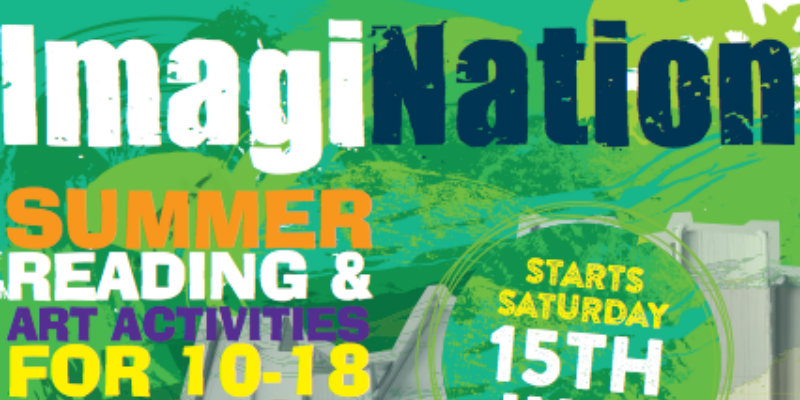 ImagiNation
SUMMER
READING &
ART ACTIVITIES
FOR 10-18
STARTS
SATURDAY
15TH